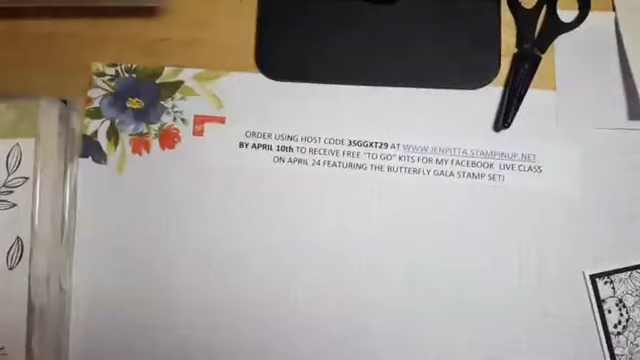 ORDER USING HOST CODE 3SGGXT29 AT WWW.JENPITTA.STAMPINUP.NET
BY APRIL 10th TO RECEIVE FREE "TO GO" KITS FOR MY FACEBOOK LIVE CLASS
ON APRIL 24 FEATURING THE BUTTERFLY GALA STAMP SET!